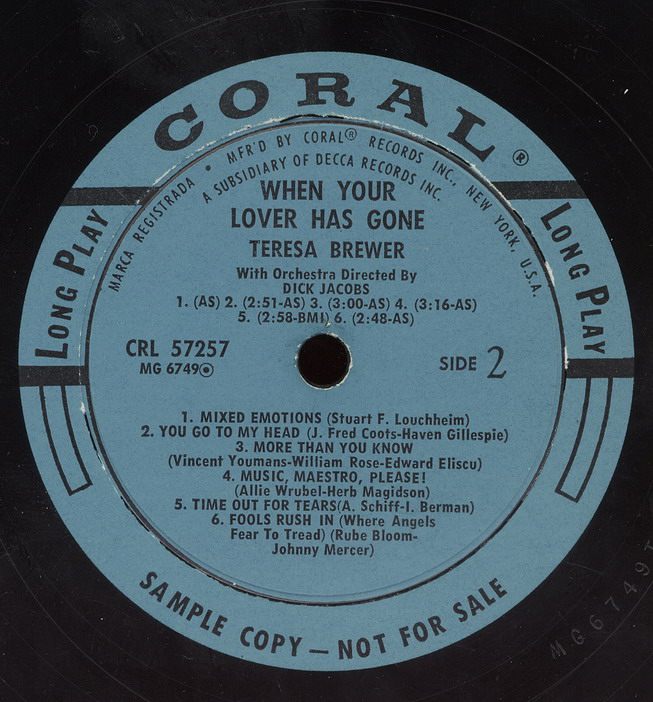 CORAL®
MARCA REGISTRADA • MFR'D BY CORAL® RECORDS INC., NEW YORK, U.S.A.
A SUBSIDIARY OF DECCA RECORDS INC.
WHEN YOUR
LOVER HAS GONE
TERESA BREWER
With Orchestra Directed By
DICK JACOBS
1. (AS) 2. (2:51-AS) 3. (3:00-AS) 4. (3:16-AS)
5. (2:58-BMI) 6. (2:48-AS)
LONG PLAY
LONG PLAY
CRL 57257
MG 6749
SIDE 2
1. MIXED EMOTIONS (Stuart F. Louchheim)
2. YOU GO TO MY HEAD (J. Fred Coots-Haven Gillespie)
3. MORE THAN YOU KNOW
(Vincent Youmans-William Rose-Edward Eliscu)
4. MUSIC, MAESTRO, PLEASE!
(Allie Wrubel-Herb Magidson)
5. TIME OUT FOR TEARS(A. Schiff-I. Berman)
6. FOOLS RUSH IN (Where Angels
Fear To Tread) (Rube Bloom-
Johnny Mercer)
SAMPLE COPY — NOT FOR SALE
MG6749T